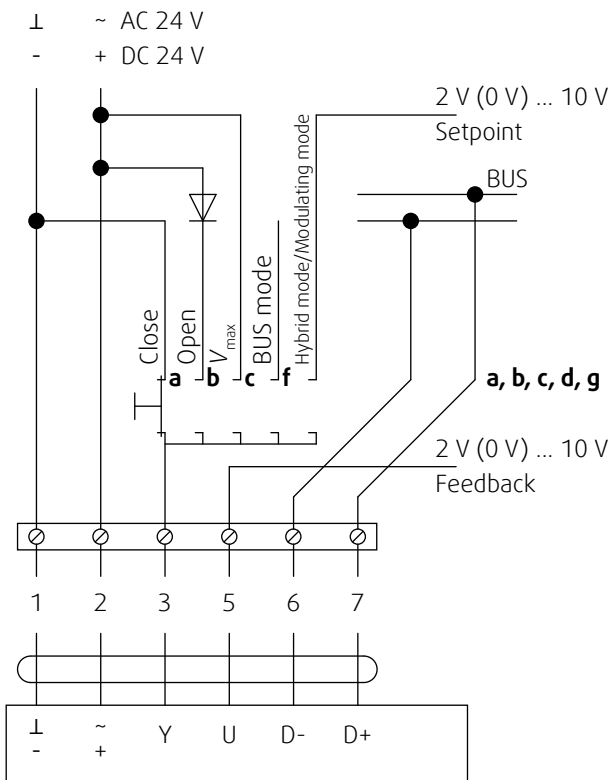 ⊥ ~ AC 24 V
- + DC 24 V
2 V (0 V) ... 10 V
Setpoint
BUS
Close
Open
Vmax
BUS mode
Hybrid mode/Modulating mode
a b c f
a, b, c, d, g
2 V (0 V) ... 10 V
Feedback
1 2 3 5 6 7
⊥ ~ Y U D- D+
- +